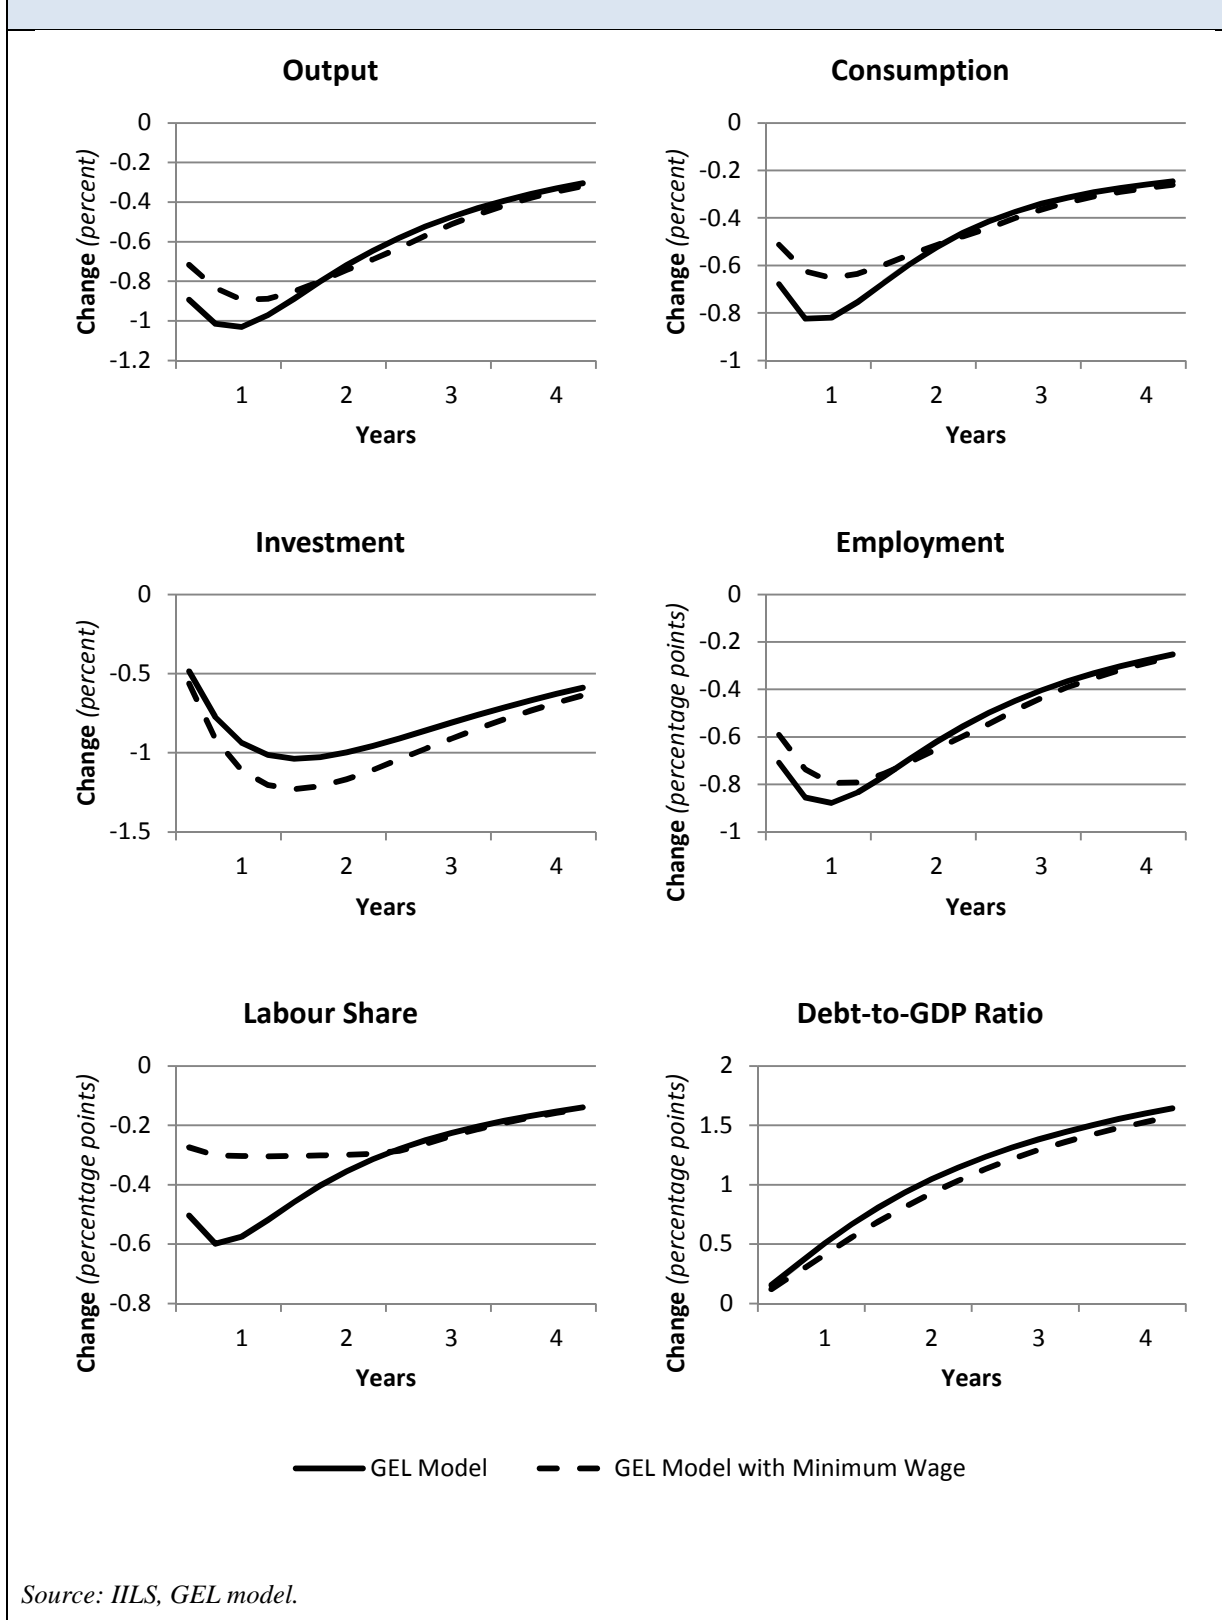 Output
Change (percent)
0
-0.2
-0.4
-0.6
-0.8
-1
-1.2
1 2 3 4
Years
Consumption
Change (percent)
0
-0.2
-0.4
-0.6
-0.8
-1
1 2 3 4
Years
Investment
Change (percent)
0
-0.5
-1
-1.5
1 2 3 4
Years
Employment
Change (percentage points)
0
-0.2
-0.4
-0.6
-0.8
-1
1 2 3 4
Years
Labour Share
Change (percentage points)
0
-0.2
-0.4
-0.6
-0.8
1 2 3 4
Years
Debt-to-GDP Ratio
Change (percentage points)
2
1.5
1
0.5
0
1 2 3 4
Years
GEL Model GEL Model with Minimum Wage
Source: IILS, GEL model.